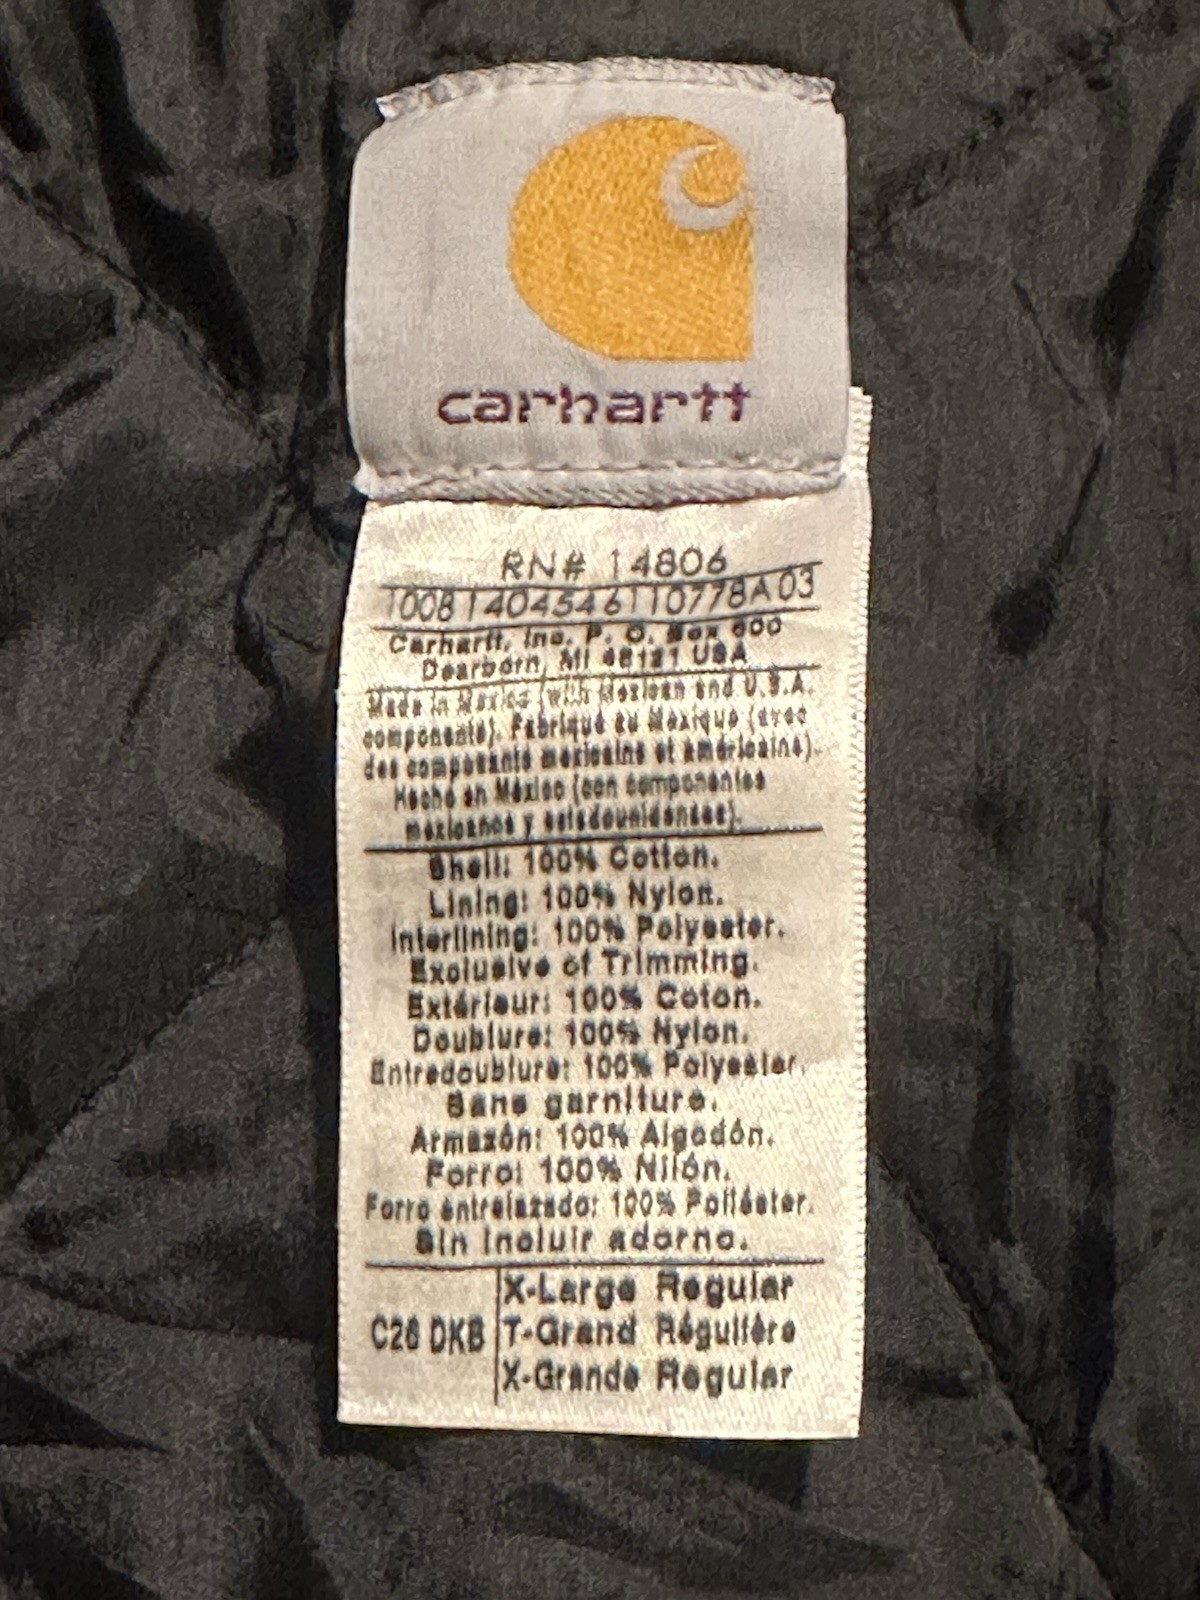 carhartt
RN# 14806
10081404546110778A03
Carhartt, Inc. P. O. Box 600
Dearborn, MI 48121 USA
Made in Mexico (with Mexican and U.S.A.
components). Fabriqué au Mexique (avec
des composants mexicains et américains).
Hecho en México (con componentes
mexicanos y estadounidenses).
Shell: 100% Cotton.
Lining: 100% Nylon.
Interlining: 100% Polyester.
Exclusive of Trimming.
Extérieur: 100% Coton.
Doublure: 100% Nylon.
Entredoublure: 100% Polyester.
Sans garniture.
Armazón: 100% Algodón.
Forro: 100% Nilón.
Forro entrelazado: 100% Poliéster.
Sin incluir adorno.
C26 DKB
X-Large Regular
T-Grand Régulière
X-Grande Regular